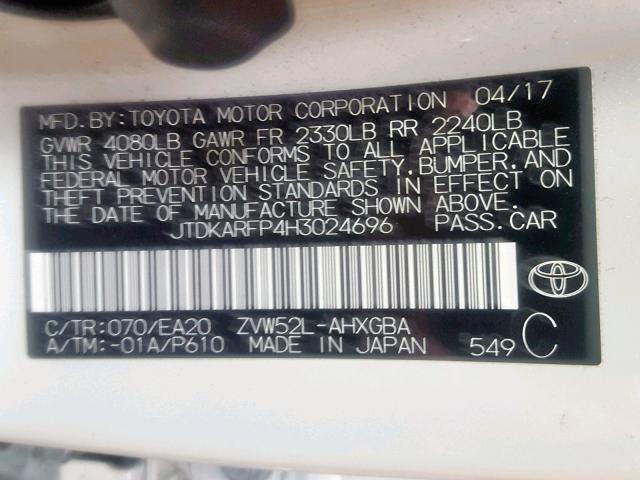 MFD.BY:TOYOTA MOTOR CORPORATION 04/17
GVWR 4080LB GAWR FR 2330LB RR 2240LB
THIS VEHICLE CONFORMS TO ALL APPLICABLE
FEDERAL MOTOR VEHICLE SAFETY,BUMPER,AND
THEFT PREVENTION STANDARDS IN EFFECT ON
THE DATE OF MANUFACTURE SHOWN ABOVE.
JTDKARFP4H3024696 PASS.CAR
C/TR:070/EA20 ZVW52L-AHXGBA
A/TM:-01A/P610 MADE IN JAPAN 549 C